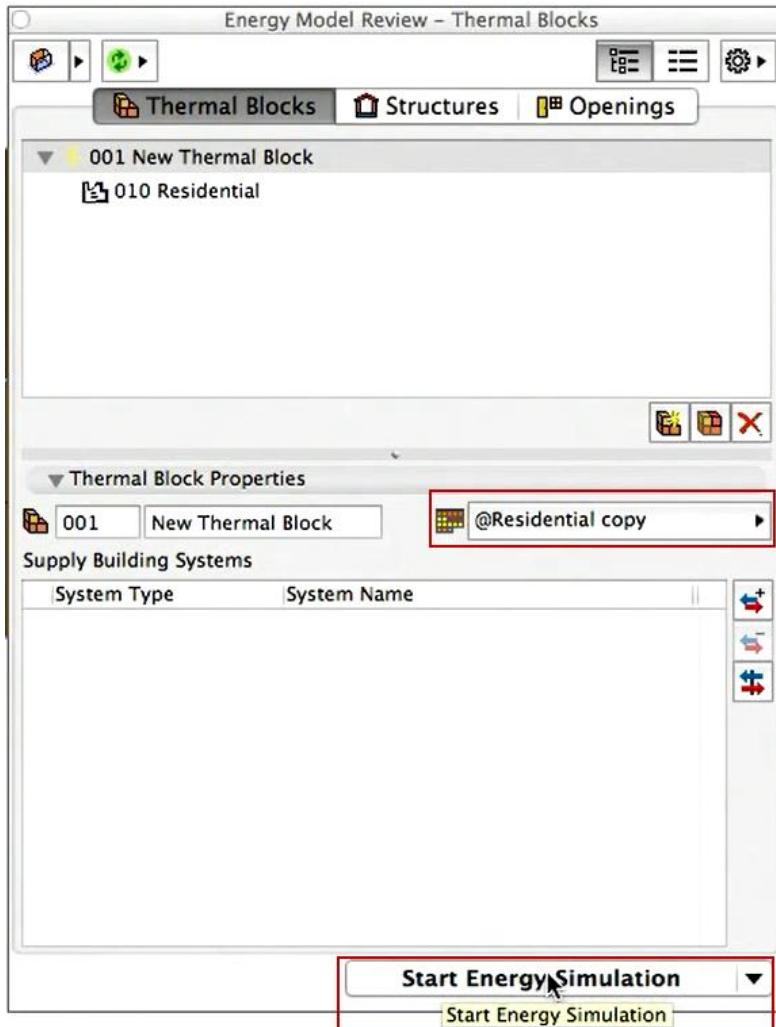 Energy Model Review – Thermal Blocks
Thermal Blocks Structures Openings
001 New Thermal Block
010 Residential
Thermal Block Properties
001 New Thermal Block @Residential copy
Supply Building Systems
System Type System Name
Start Energy Simulation
Start Energy Simulation